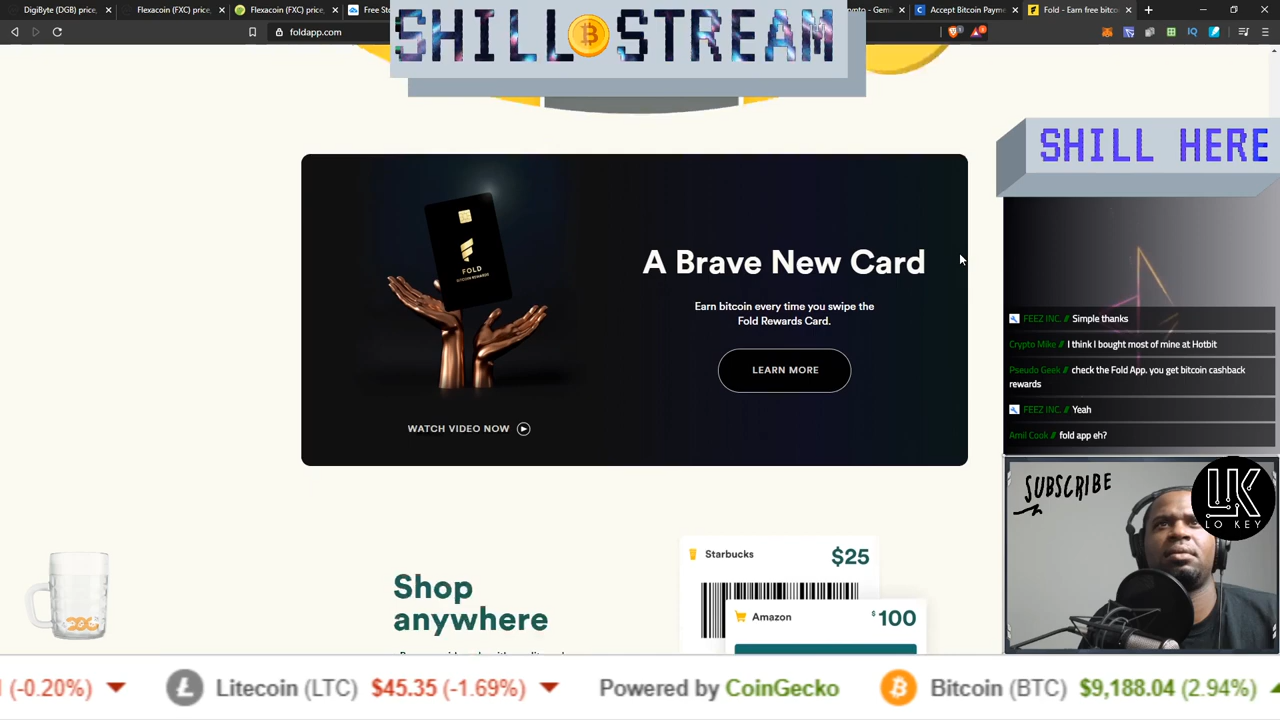 DigiByte (DGB) price,
Flexacoin (FXC) price,
Flexacoin (FXC) price,
Free Sto
Gemi
Accept Bitcoin Payme
Fold - Earn free bitco
foldapp.com
SHILL STREAM
SHILL HERE
FOLD
BITCOIN REWARDS
A Brave New Card
Earn bitcoin every time you swipe the
Fold Rewards Card.
LEARN MORE
WATCH VIDEO NOW
FEEZ INC. // Simple thanks
Crypto Mike // I think I bought most of mine at Hotbit
Pseudo Geek // check the Fold App. you get bitcoin cashback
rewards
FEEZ INC. // Yeah
Amil Cook // fold app eh?
SUBSCRIBE
LK
LO KEY
Shop
anywhere
Starbucks $25
Amazon $100
(-0.20%) Litecoin (LTC) $45.35 (-1.69%) Powered by CoinGecko Bitcoin (BTC) $9,188.04 (2.94%)